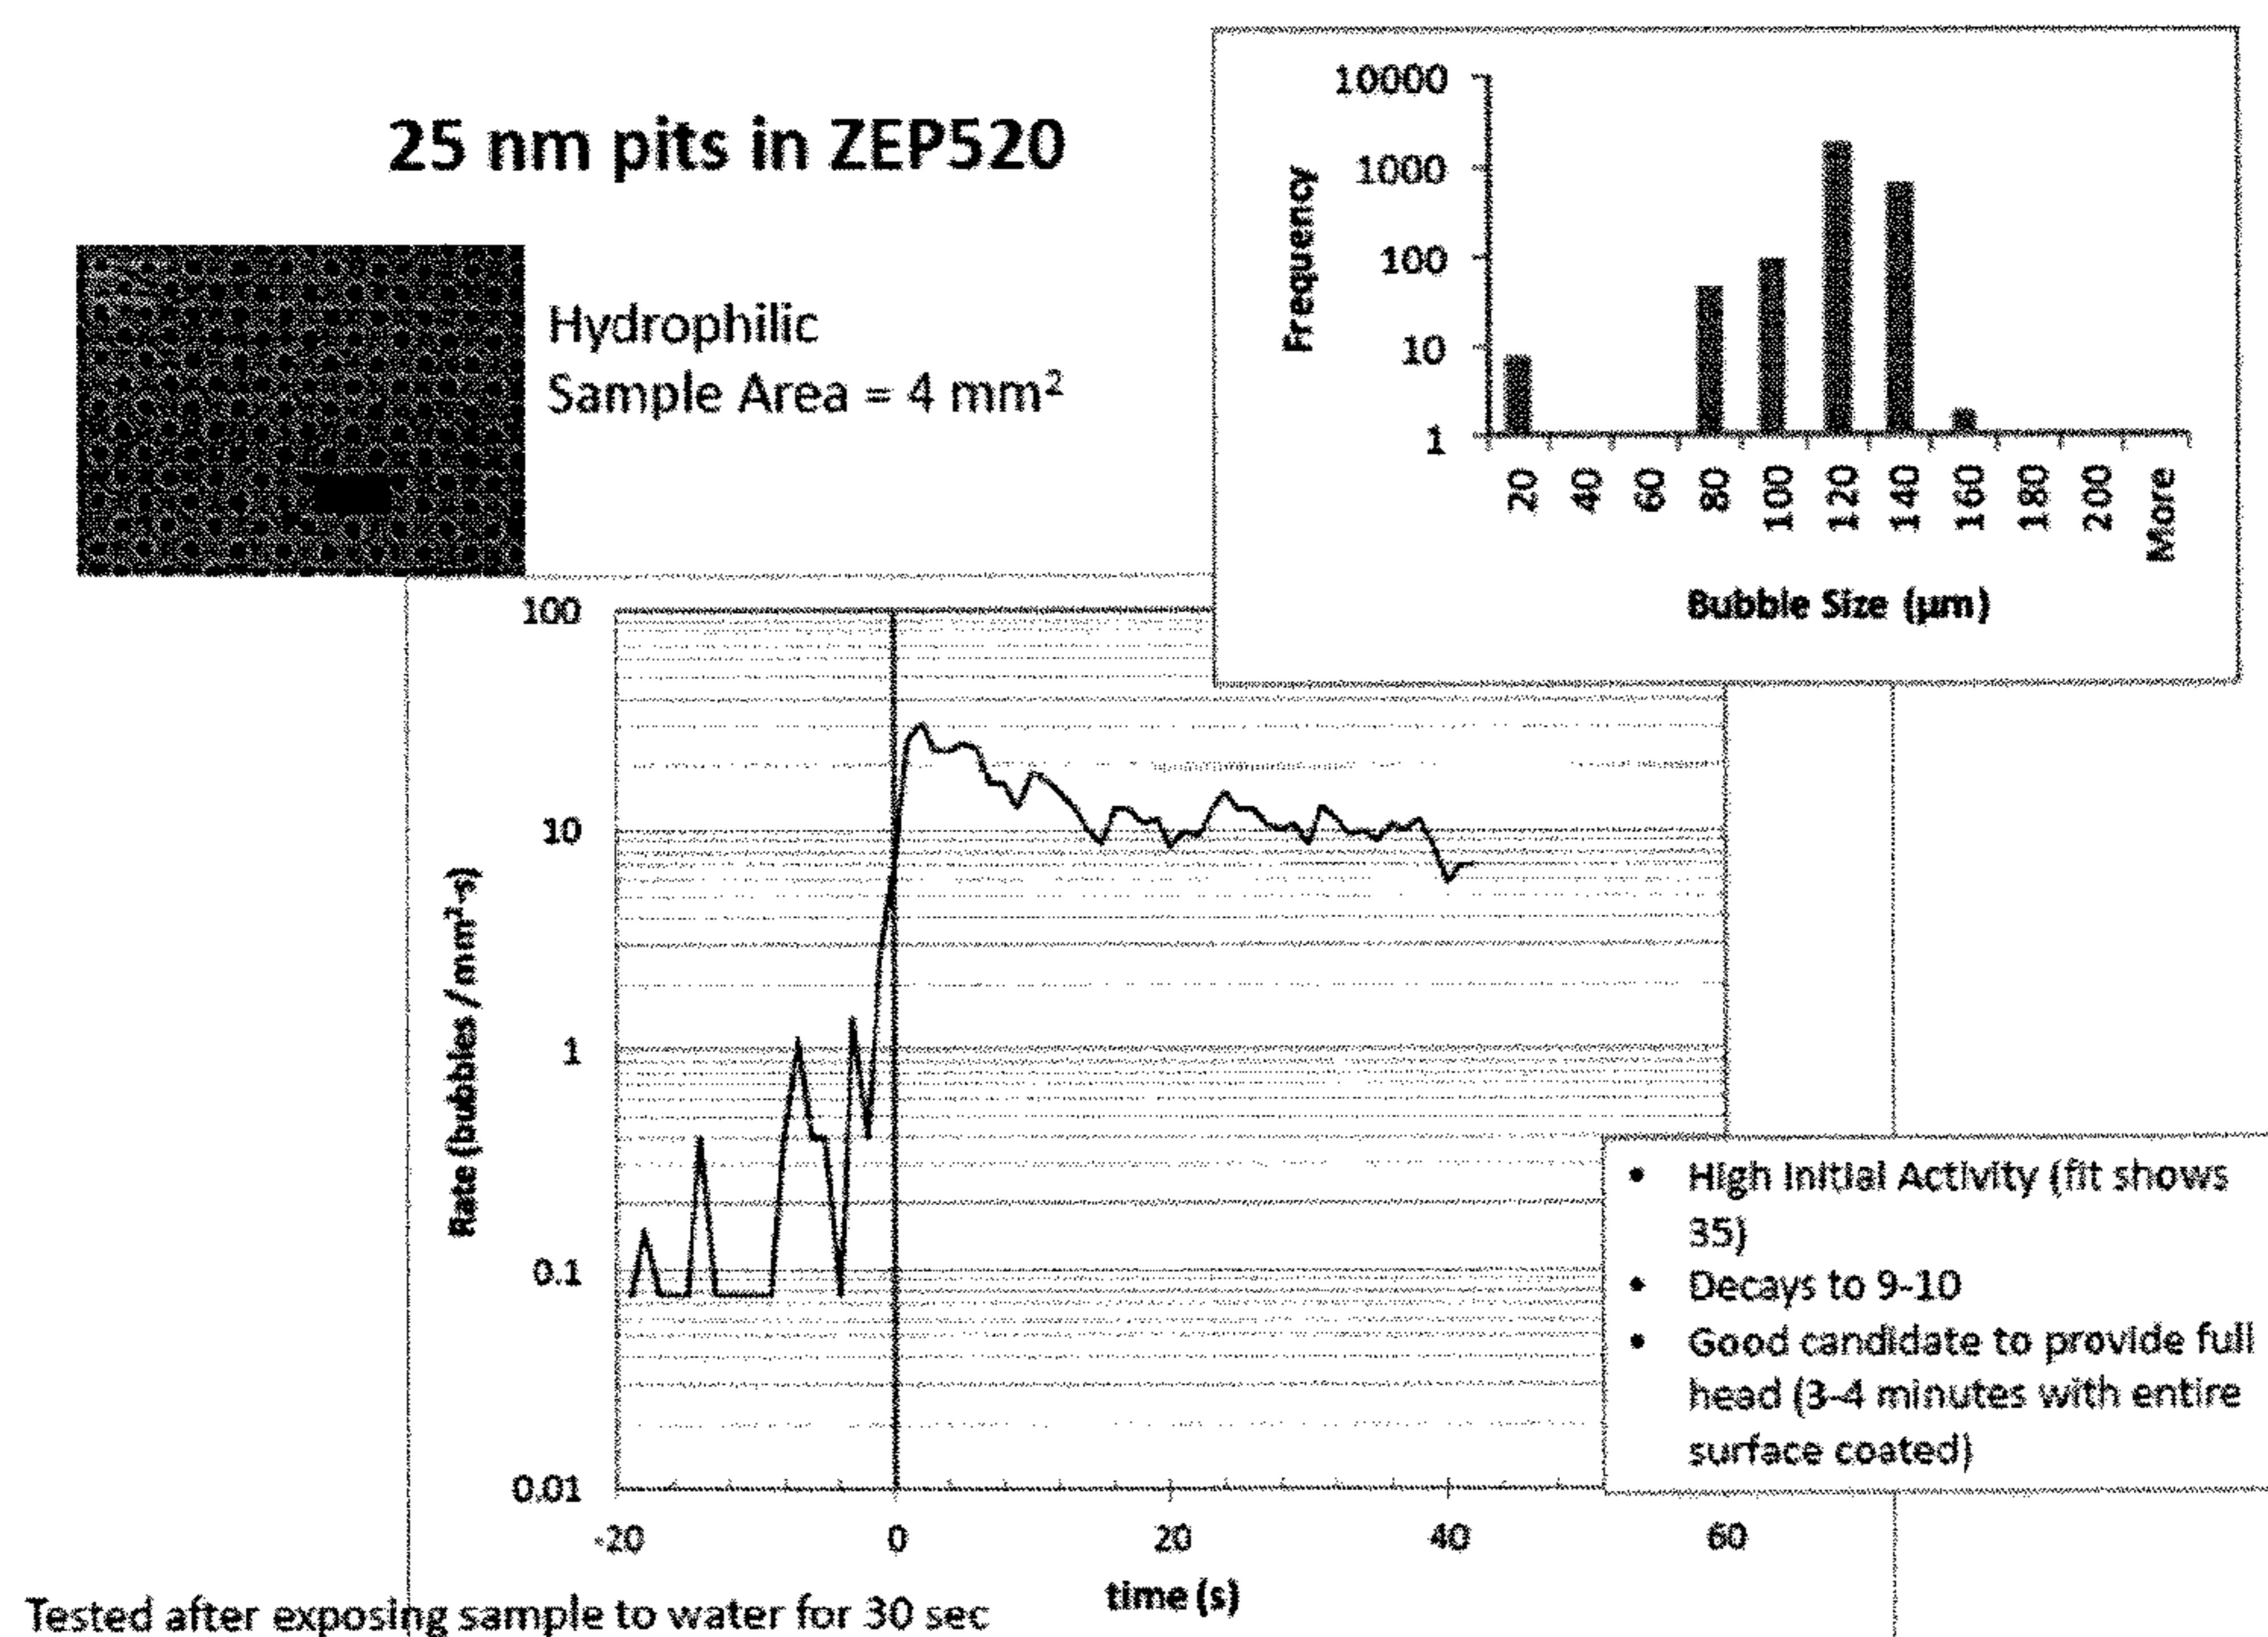 25 nm pits in ZEP520
Hydrophilic
Sample Area = 4 mm²
Frequency
10000
1000
100
10
1
20
40
60
80
100
120
140
160
180
200
More
Bubble Size (µm)
Rate (bubbles / mm²·s)
100
10
1
0.1
0.01
-20
0
20
40
60
time (s)
• High Initial Activity (fit shows
35)
• Decays to 9-10
• Good candidate to provide full
head (3-4 minutes with entire
surface coated)
Tested after exposing sample to water for 30 sec